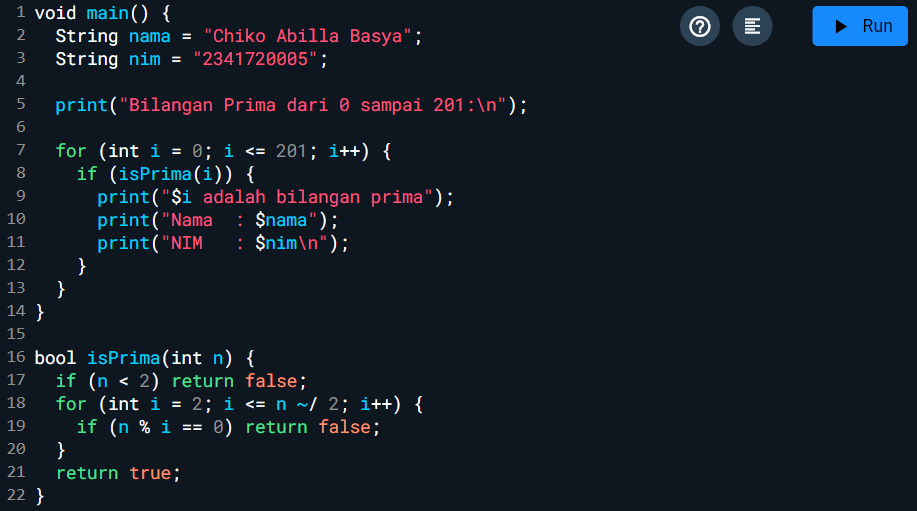 1 void main() {
2   String nama = "Chiko Abilla Basya";
3   String nim = "2341720005";
4
5   print("Bilangan Prima dari 0 sampai 201:\n");
6
7   for (int i = 0; i <= 201; i++) {
8     if (isPrima(i)) {
9       print("$i adalah bilangan prima");
10       print("Nama  : $nama");
11       print("NIM   : $nim\n");
12     }
13   }
14 }
15
16 bool isPrima(int n) {
17   if (n < 2) return false;
18   for (int i = 2; i <= n ~/ 2; i++) {
19     if (n % i == 0) return false;
20   }
21   return true;
22 }
?
Run